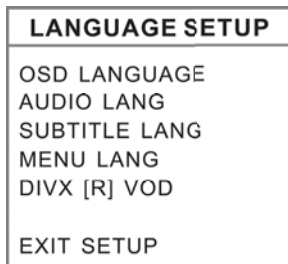 LANGUAGE SETUP
OSD LANGUAGE
AUDIO LANG
SUBTITLE LANG
MENU LANG
DIVX [R] VOD
EXIT SETUP